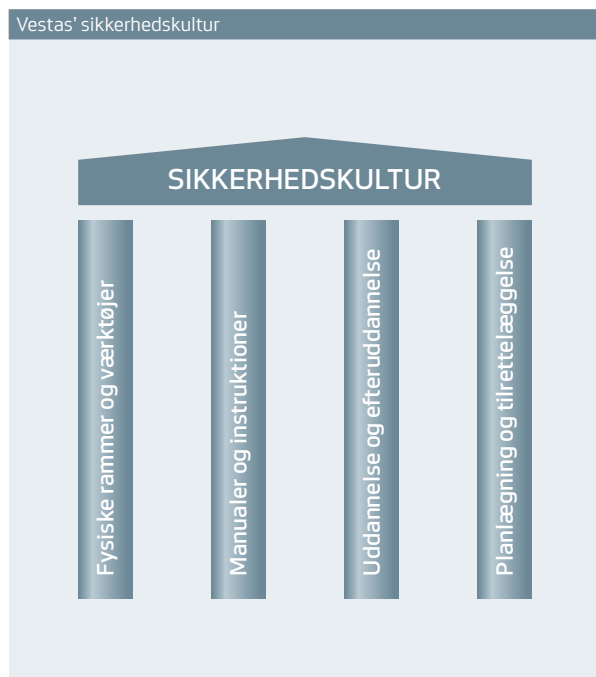 Vestas' sikkerhedskultur
SIKKERHEDSKULTUR
Fysiske rammer og værktøjer
Manualer og instruktioner
Uddannelse og efteruddannelse
Planlægning og tilrettelæggelse